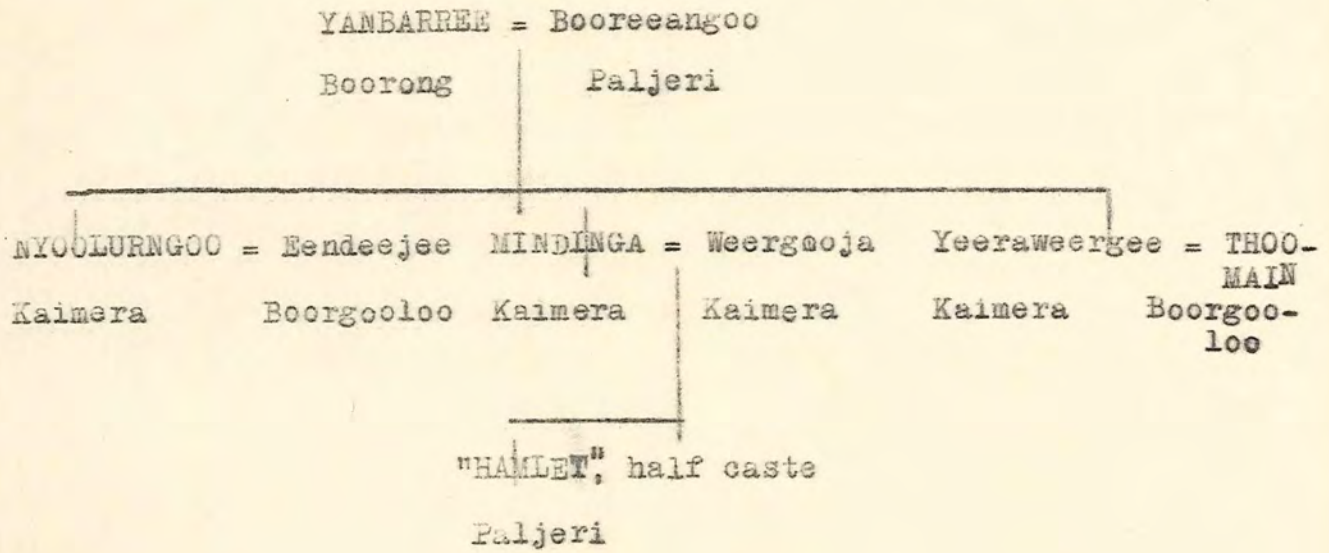 YANBARREE = Booreeangoo
Boorong Paljeri
NYOOLURNGOO = Eendeejee MINDINGA = Weergmoja Yeeraweergee = THOO-
MAIN
Kaimera Boorgooloo Kaimera Kaimera Kaimera Boorgoo-
loo
"HAMLET", half caste
Paljeri